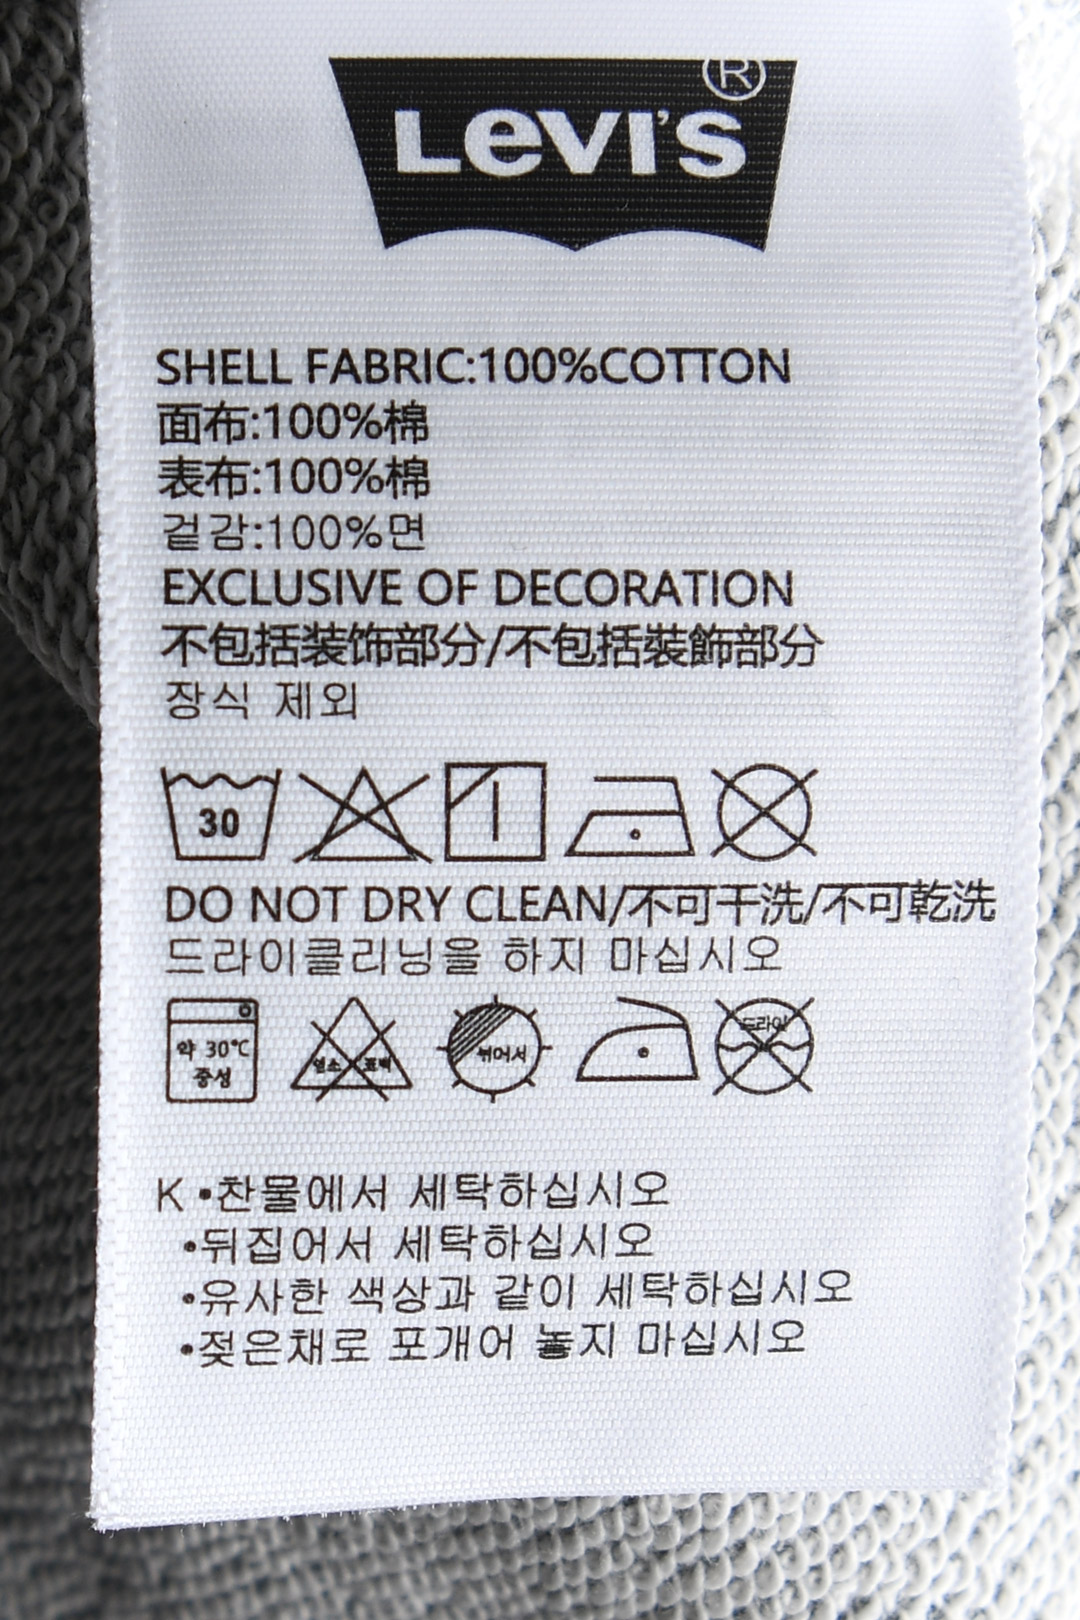 Levi's®
SHELL FABRIC:100%COTTON
面布:100%棉
表布:100%棉
겉감:100%면
EXCLUSIVE OF DECORATION
不包括装饰部分/不包括裝飾部分
장식 제외
30
DO NOT DRY CLEAN/不可干洗/不可乾洗
드라이클리닝을 하지 마십시오
약 30℃ 염소 표백 뉘어서 드라이
중성
K •찬물에서 세탁하십시오
•뒤집어서 세탁하십시오
•유사한 색상과 같이 세탁하십시오
•젖은채로 포개어 놓지 마십시오